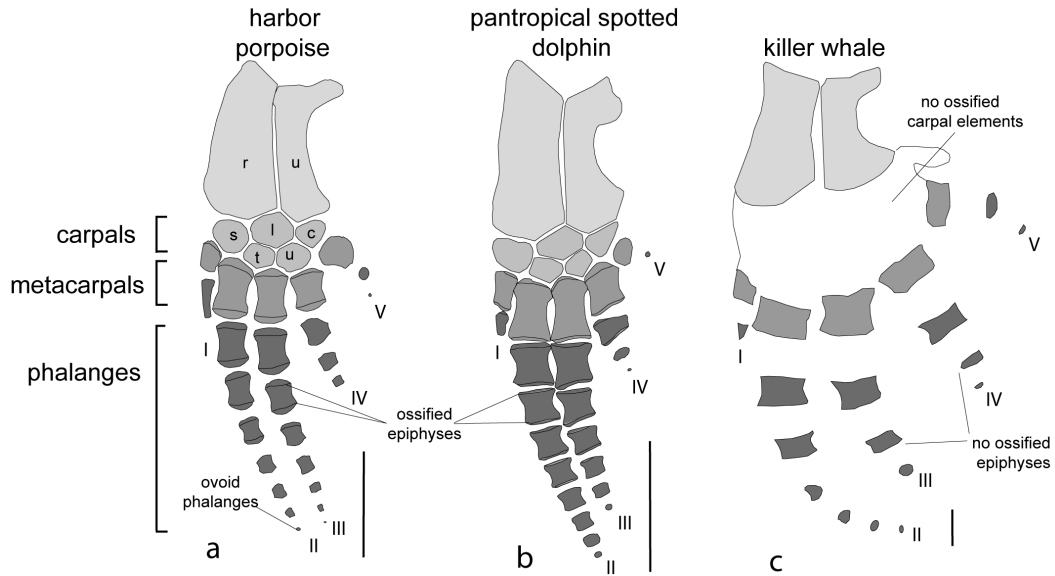 harbor
porpoise
pantropical spotted
dolphin
killer whale
no ossified
carpal elements
r
u
carpals
s
l
c
t
u
metacarpals
V
V
V
I
I
I
phalanges
IV
IV
IV
ossified
epiphyses
no ossified
epiphyses
ovoid
phalanges
III
III
III
II
II
II
a
b
c